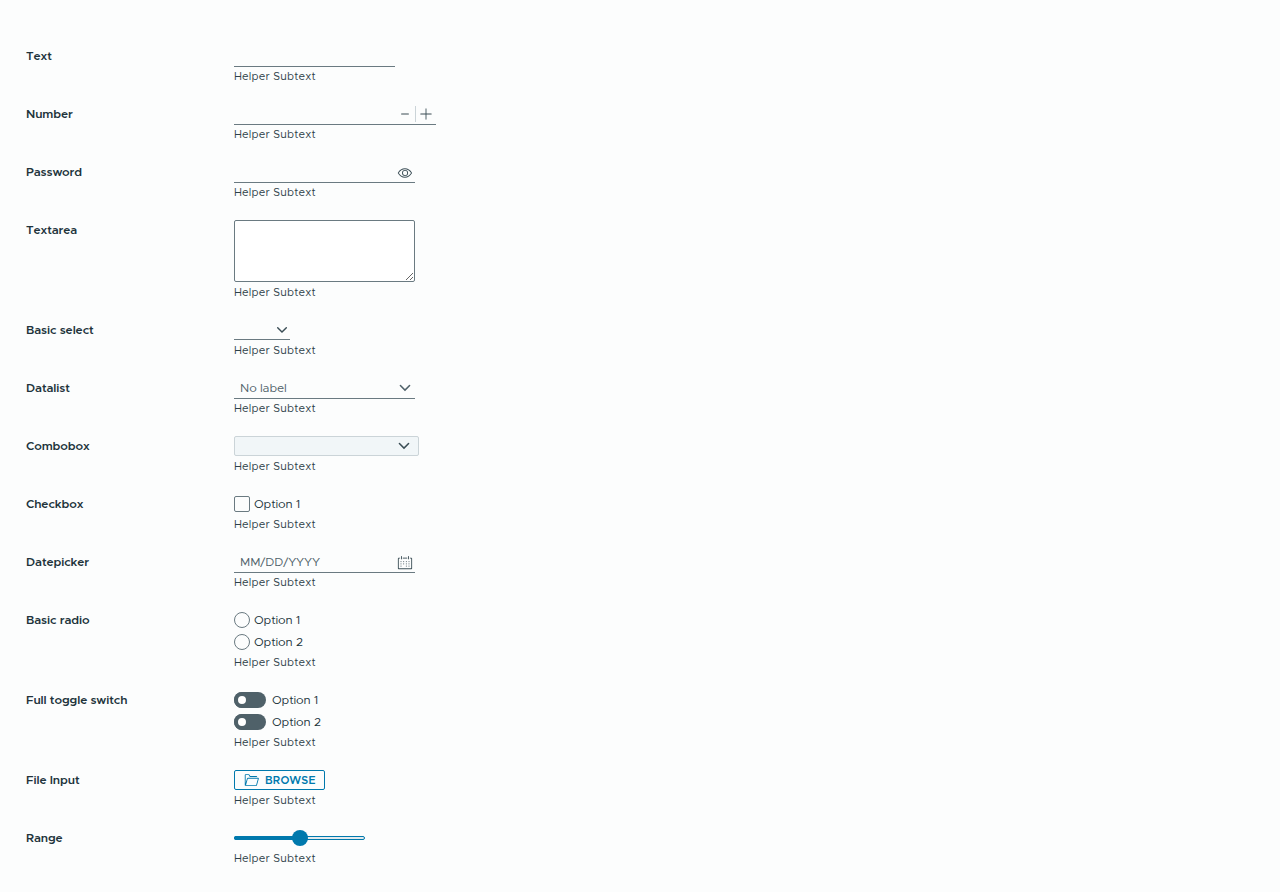 Text
Helper Subtext
Number
Helper Subtext
Password
Helper Subtext
Textarea
Helper Subtext
Basic select
Helper Subtext
Datalist
No label
Helper Subtext
Combobox
Helper Subtext
Checkbox
Option 1
Helper Subtext
Datepicker
MM/DD/YYYY
Helper Subtext
Basic radio
Option 1
Option 2
Helper Subtext
Full toggle switch
Option 1
Option 2
Helper Subtext
File Input
BROWSE
Helper Subtext
Range
Helper Subtext